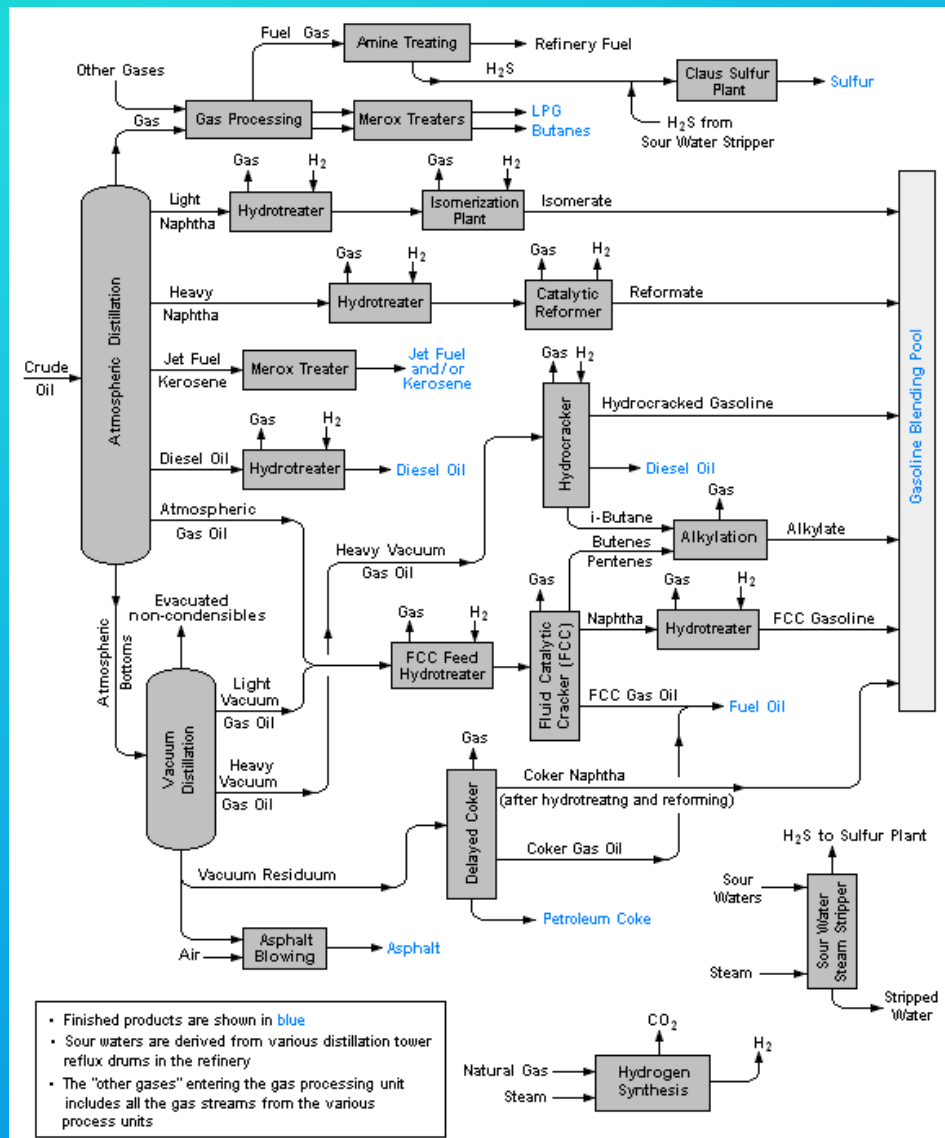 Fuel Gas
Amine Treating
Refinery Fuel
Other Gases
H2S
Claus Sulfur
Plant
Sulfur
Gas
Gas Processing
Merox Treaters
LPG
Butanes
H2S from
Sour Water Stripper
Gas
H2
Gas
H2
Light
Naphtha
Hydrotreater
Isomerization
Plant
Isomerate
Gas
H2
Gas
H2
Heavy
Naphtha
Hydrotreater
Catalytic
Reformer
Reformate
Atmospheric Distillation
Crude
Oil
Jet Fuel
Kerosene
Merox Treater
Jet Fuel
and/or
Kerosene
Gas
H2
Hydrocracker
Hydrocracked Gasoline
Gasoline Blending Pool
Gas
H2
Diesel Oil
Hydrotreater
Diesel Oil
Diesel Oil
Gas
i-Butane
Butenes
Pentenes
Alkylation
Alkylate
Atmospheric
Gas Oil
Heavy Vacuum
Gas Oil
Evacuated
non-condensibles
Atmospheric
Bottoms
Gas
H2
FCC Feed
Hydrotreater
Gas
Fluid Catalytic
Cracker (FCC)
Naphtha
Gas
H2
Hydrotreater
FCC Gasoline
Light
Vacuum
Gas Oil
FCC Gas Oil
Fuel Oil
Vacuum
Distillation
Heavy
Vacuum
Gas Oil
Gas
Delayed Coker
Coker Naphtha
(after hydrotreatng and reforming)
Coker Gas Oil
Vacuum Residuum
Petroleum Coke
Air
Asphalt
Blowing
Asphalt
H2S to Sulfur Plant
Sour
Waters
Sour Water
Steam Stripper
Steam
Stripped
Water
• Finished products are shown in blue
• Sour waters are derived from various distillation tower
reflux drums in the refinery
• The "other gases" entering the gas processing unit
includes all the gas streams from the various
process units
CO2
H2
Natural Gas
Steam
Hydrogen
Synthesis